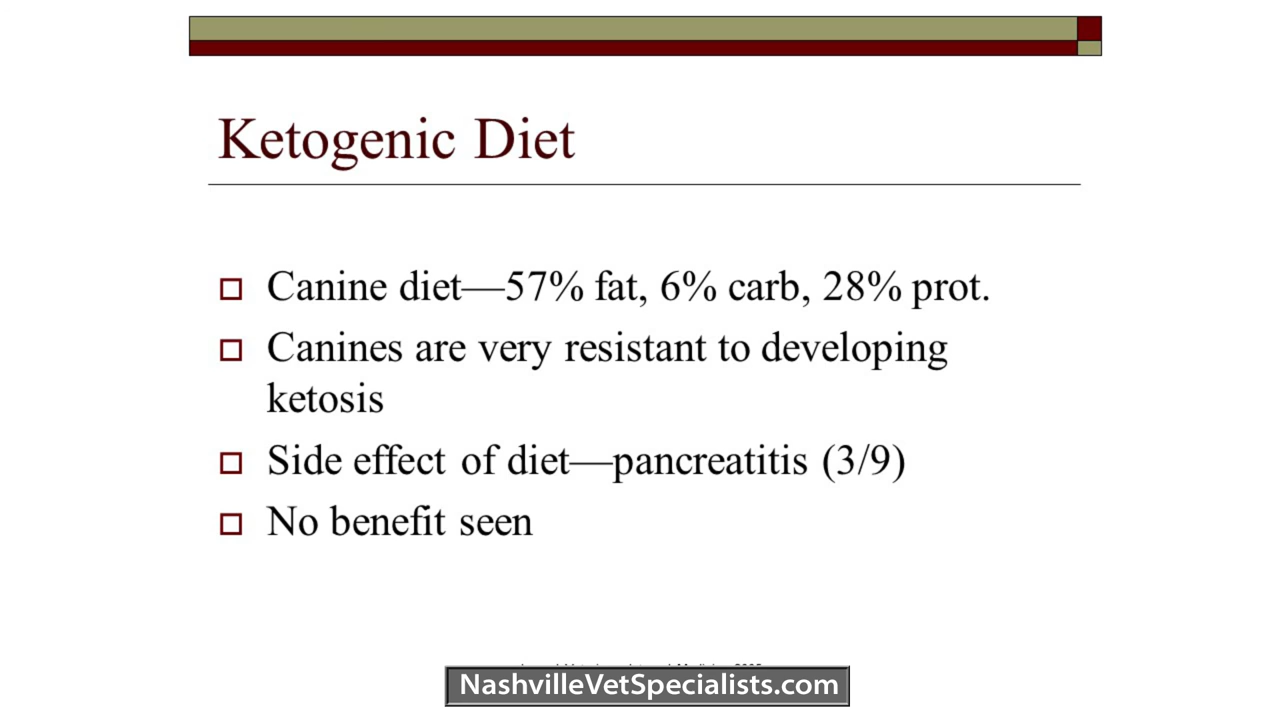 Ketogenic Diet
Canine diet—57% fat, 6% carb, 28% prot.
Canines are very resistant to developing
ketosis
Side effect of diet—pancreatitis (3/9)
No benefit seen
NashvilleVetSpecialists.com